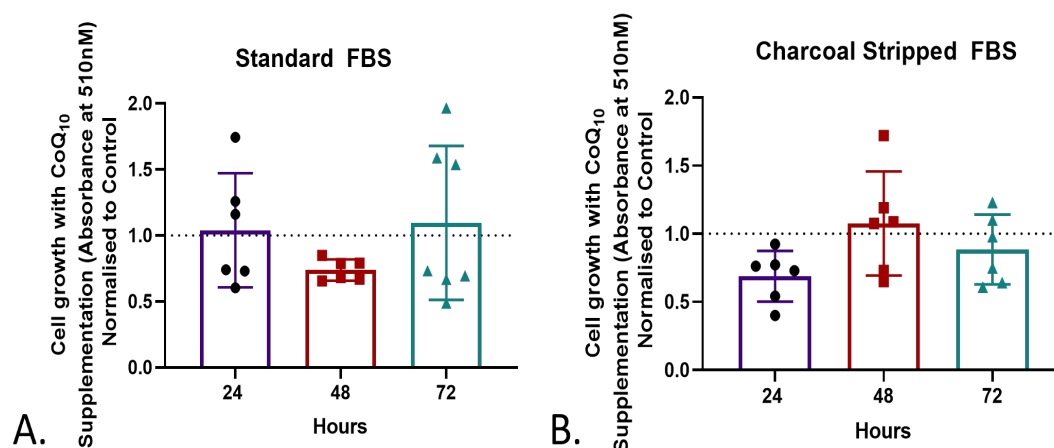 Standard FBS
Cell growth with CoQ10
Supplementation (Absorbance at 510nM)
Normalised to Control
2.0
1.5
1.0
0.5
0.0
24 48 72
Hours
A.
Charcoal Stripped FBS
Cell growth with CoQ10
Supplementation (Absorbance at 510nM)
Normalised to Control
2.0
1.5
1.0
0.5
0.0
24 48 72
Hours
B.